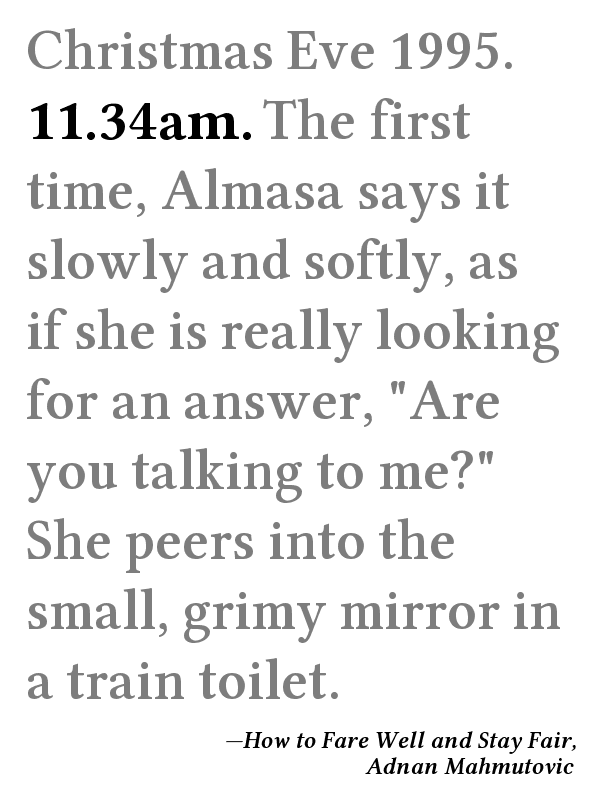 Christmas Eve 1995.
11.34am. The first
time, Almasa says it
slowly and softly, as
if she is really looking
for an answer, "Are
you talking to me?"
She peers into the
small, grimy mirror in
a train toilet.
—How to Fare Well and Stay Fair,
Adnan Mahmutovic